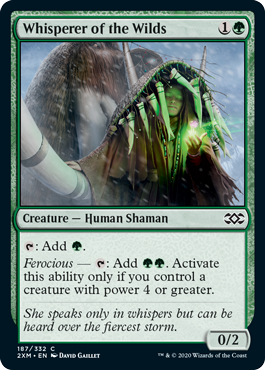 Whisperer of the Wilds 1
Creature — Human Shaman
: Add .
Ferocious — : Add . Activate
this ability only if you control a
creature with power 4 or greater.
She speaks only in whispers but can be
heard over the fiercest storm.
0/2
187/332 C
2XM • EN DAVID GAILLET
™ & © 2020 Wizards of the Coast